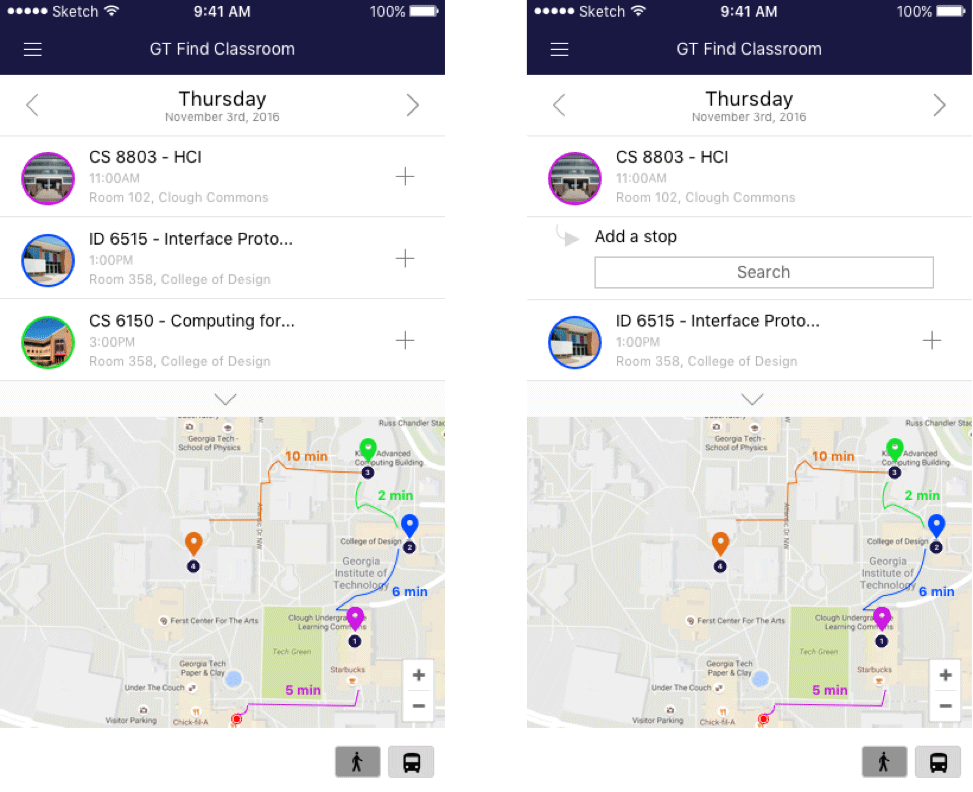 Sketch 9:41 AM 100%
GT Find Classroom
Thursday
November 3rd, 2016
CS 8803 - HCI
11:00AM
Room 102, Clough Commons
ID 6515 - Interface Proto...
1:00PM
Room 358, College of Design
CS 6150 - Computing for...
3:00PM
Room 358, College of Design
Russ Chandler Stad
Georgia Tech -
School of Physics
10 min
Advanced
Computing Building
3
2 min
Atlantic Dr NW
College of Design
2
4
Georgia
Institute of
Technology
6 min
Ferst Center For The Arts
Clough Undergra
Learning Commons
1
Tech Green
Georgia Tech
Paper & Clay
Starbucks
Under The Couch
5 min
Visitor Parking
Chick-fil-A
+
−
Sketch 9:41 AM 100%
GT Find Classroom
Thursday
November 3rd, 2016
CS 8803 - HCI
11:00AM
Room 102, Clough Commons
Add a stop
Search
ID 6515 - Interface Proto...
1:00PM
Room 358, College of Design
Russ Chandler Stac
Georgia Tech -
School of Physics
10 min
Advanced
Computing Building
3
2 min
Atlantic Dr NW
College of Design
2
4
Georgia
Institute of
Technology
6 min
Ferst Center For The Arts
Clough Undergra
Learning Commons
1
Tech Green
Georgia Tech
Paper & Clay
Starbucks
Under The Couch
5 min
Visitor Parking
Chick-fil-A
+
−